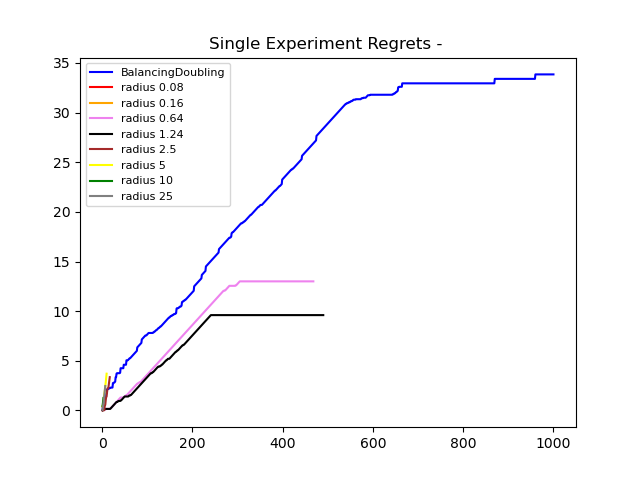 Single Experiment Regrets -
BalancingDoubling
radius 0.08
radius 0.16
radius 0.64
radius 1.24
radius 2.5
radius 5
radius 10
radius 25
35
30
25
20
15
10
5
0
0 200 400 600 800 1000